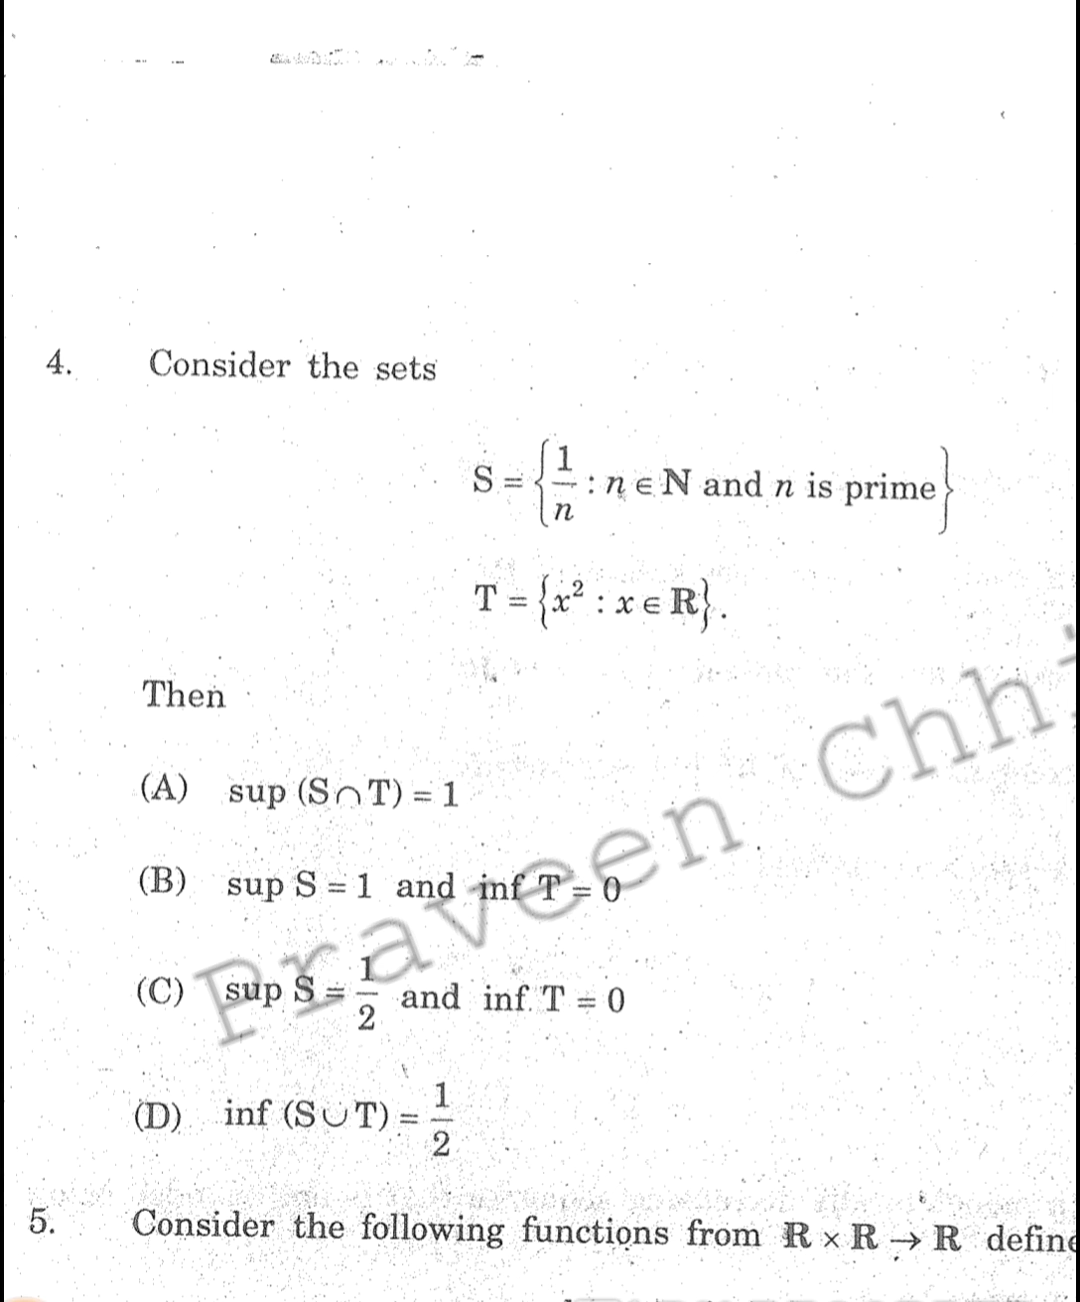 4. Consider the sets
S = {1/n : n ∈ N and n is prime}
T = {x² : x ∈ ℝ}.
Then
(A) sup (S ∩ T) = 1
(B) sup S = 1 and inf T = 0
(C) sup S = 1/2 and inf T = 0
(D) inf (S ∪ T) = 1/2
Praveen Chhi
5. Consider the following functions from ℝ × ℝ → ℝ define